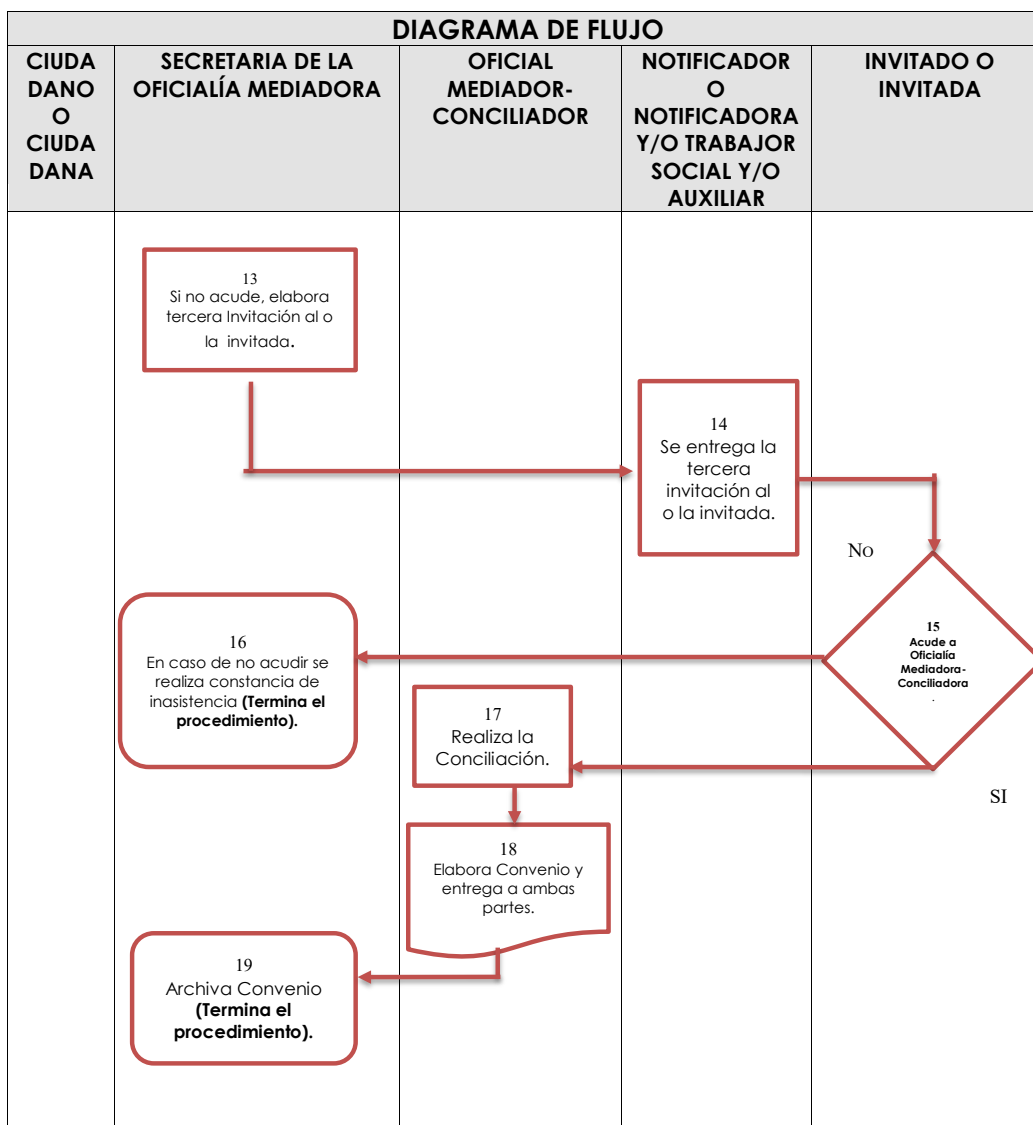 DIAGRAMA DE FLUJO
CIUDA
DANO
O
CIUDA
DANA
SECRETARIA DE LA
OFICIALÍA MEDIADORA
OFICIAL
MEDIADOR-
CONCILIADOR
NOTIFICADOR
O
NOTIFICADORA
Y/O TRABAJOR
SOCIAL Y/O
AUXILIAR
INVITADO O
INVITADA
13
Si no acude, elabora
tercera Invitación al o
la invitada.
14
Se entrega la
tercera
invitación al
o la invitada.
No
15
Acude a
Oficialía
Mediadora-
Conciliadora
.
16
En caso de no acudir se
realiza constancia de
inasistencia (Termina el
procedimiento).
17
Realiza la
Conciliación.
SI
18
Elabora Convenio y
entrega a ambas
partes.
19
Archiva Convenio
(Termina el
procedimiento).